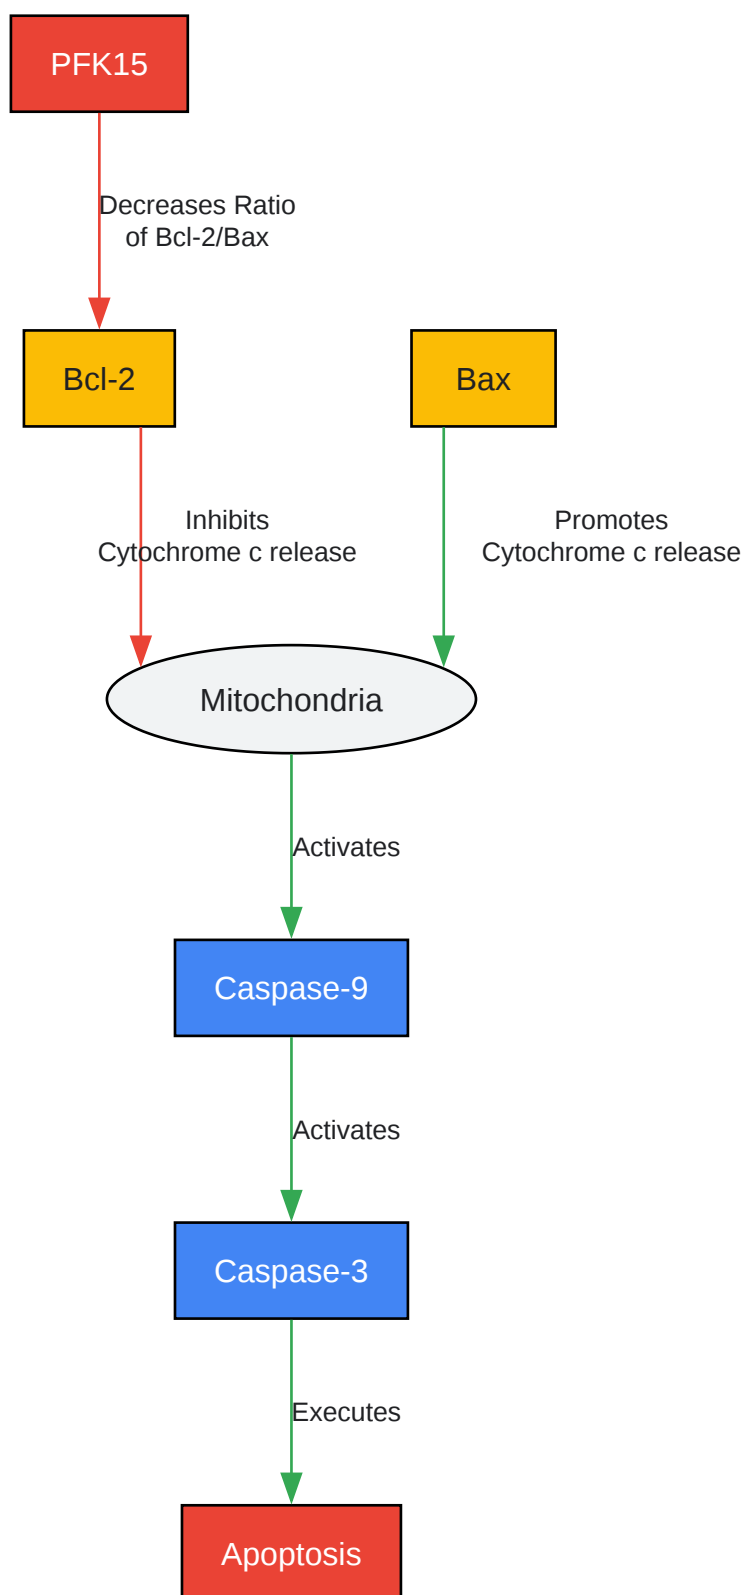 PFK15
Decreases Ratio
of Bcl-2/Bax
Bcl-2
Bax
Inhibits
Cytochrome c release
Promotes
Cytochrome c release
Mitochondria
Activates
Caspase-9
Activates
Caspase-3
Executes
Apoptosis